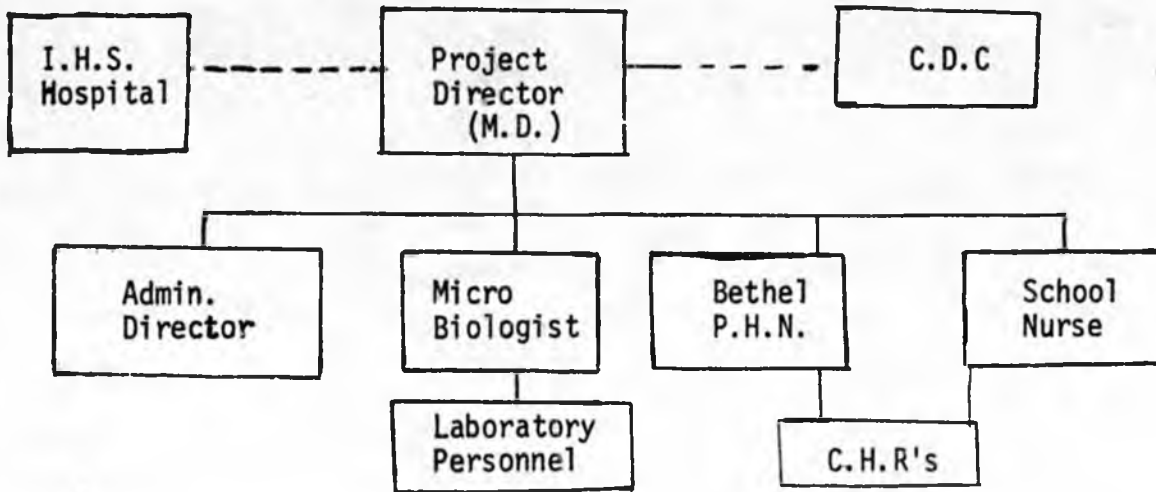 I.H.S.
Hospital
Project
Director
(M.D.)
C.D.C
Admin.
Director
Micro
Biologist
Bethel
P.H.N.
School
Nurse
Laboratory
Personnel
C.H.R's